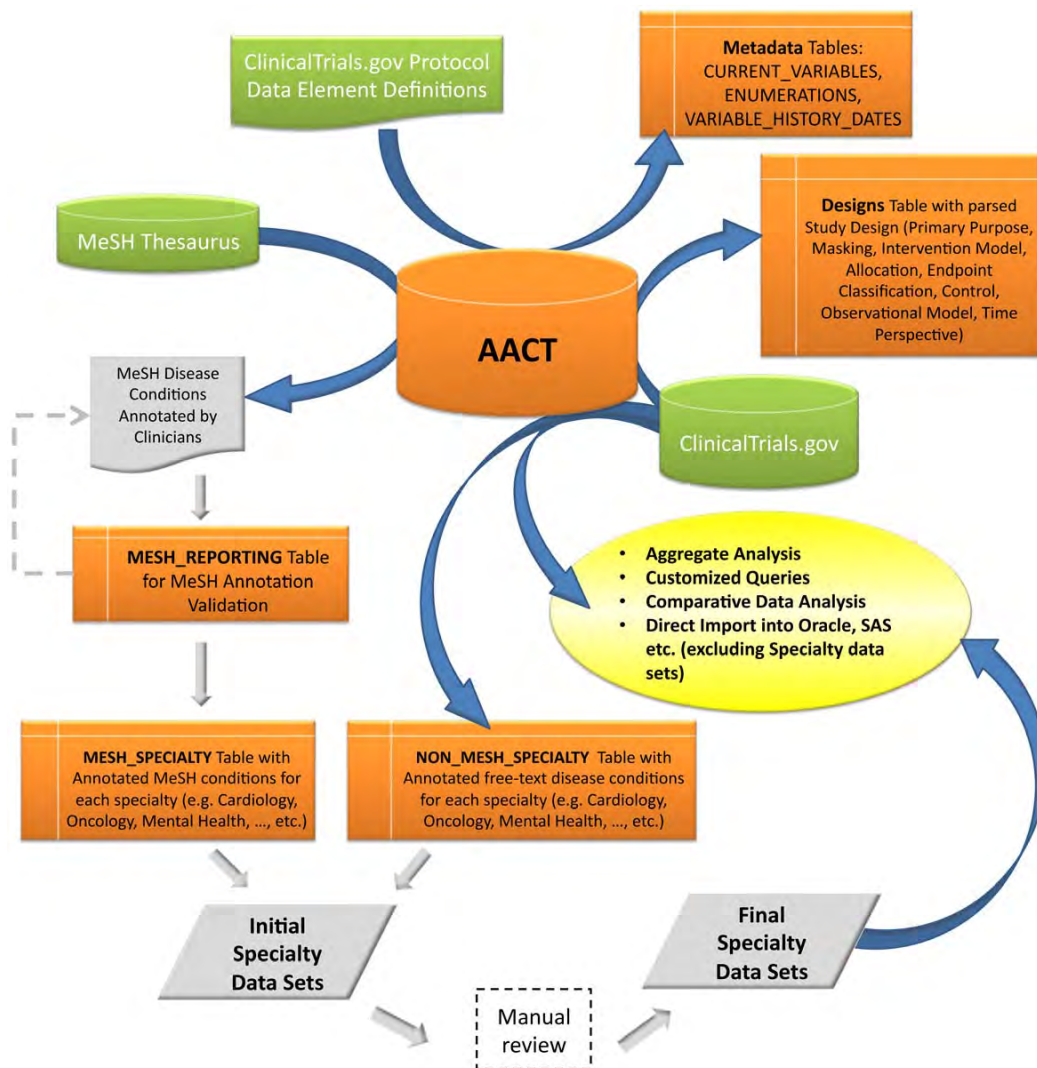 ClinicalTrials.gov Protocol
Data Element Definitions
Metadata Tables:
CURRENT_VARIABLES,
ENUMERATIONS,
VARIABLE_HISTORY_DATES
MeSH Thesaurus
Designs Table with parsed
Study Design (Primary Purpose,
Masking, Intervention Model,
Allocation, Endpoint
Classification, Control,
Observational Model, Time
Perspective)
AACT
MeSH Disease
Conditions
Annotated by
Clinicians
ClinicalTrials.gov
MESH_REPORTING Table
for MeSH Annotation
Validation
• Aggregate Analysis
• Customized Queries
• Comparative Data Analysis
• Direct Import into Oracle, SAS
etc. (excluding Specialty data
sets)
MESH_SPECIALTY Table with
Annotated MeSH conditions for
each specialty (e.g. Cardiology,
Oncology, Mental Health, ..., etc.)
NON_MESH_SPECIALTY Table with
Annotated free-text disease conditions
for each specialty (e.g. Cardiology,
Oncology, Mental Health, ..., etc.)
Initial
Specialty
Data Sets
Final
Specialty
Data Sets
Manual
review